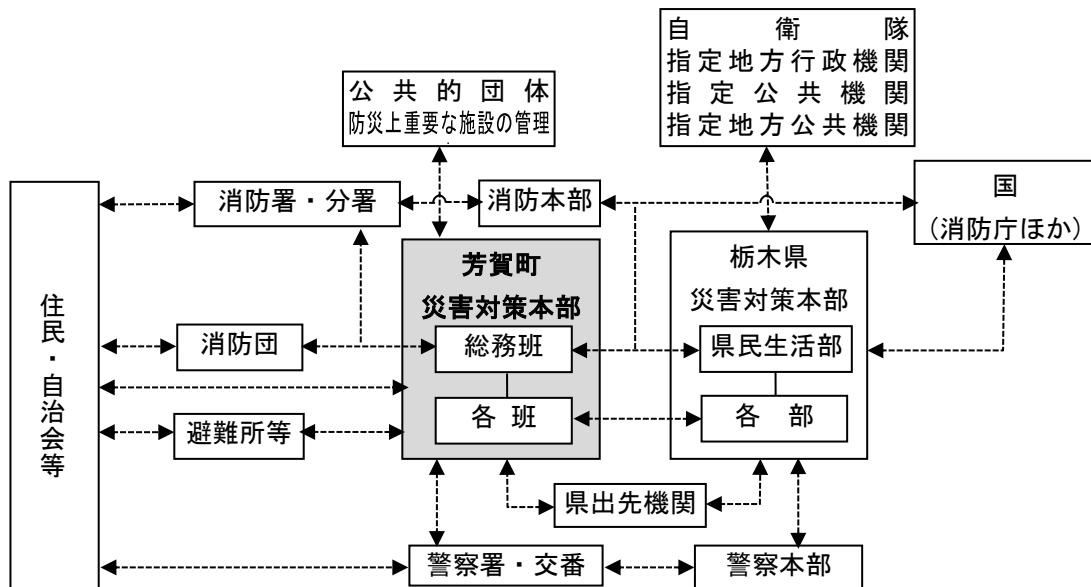 自衛隊
指定地方行政機関
指定公共機関
指定地方公共機関
公共的団体
防災上重要な施設の管理
消防署・分署
消防本部
国
（消防庁ほか）
芳賀町
災害対策本部
栃木県
災害対策本部
住民・自治会等
消防団
総務班
県民生活部
各班
各部
避難所等
県出先機関
警察署・交番
警察本部